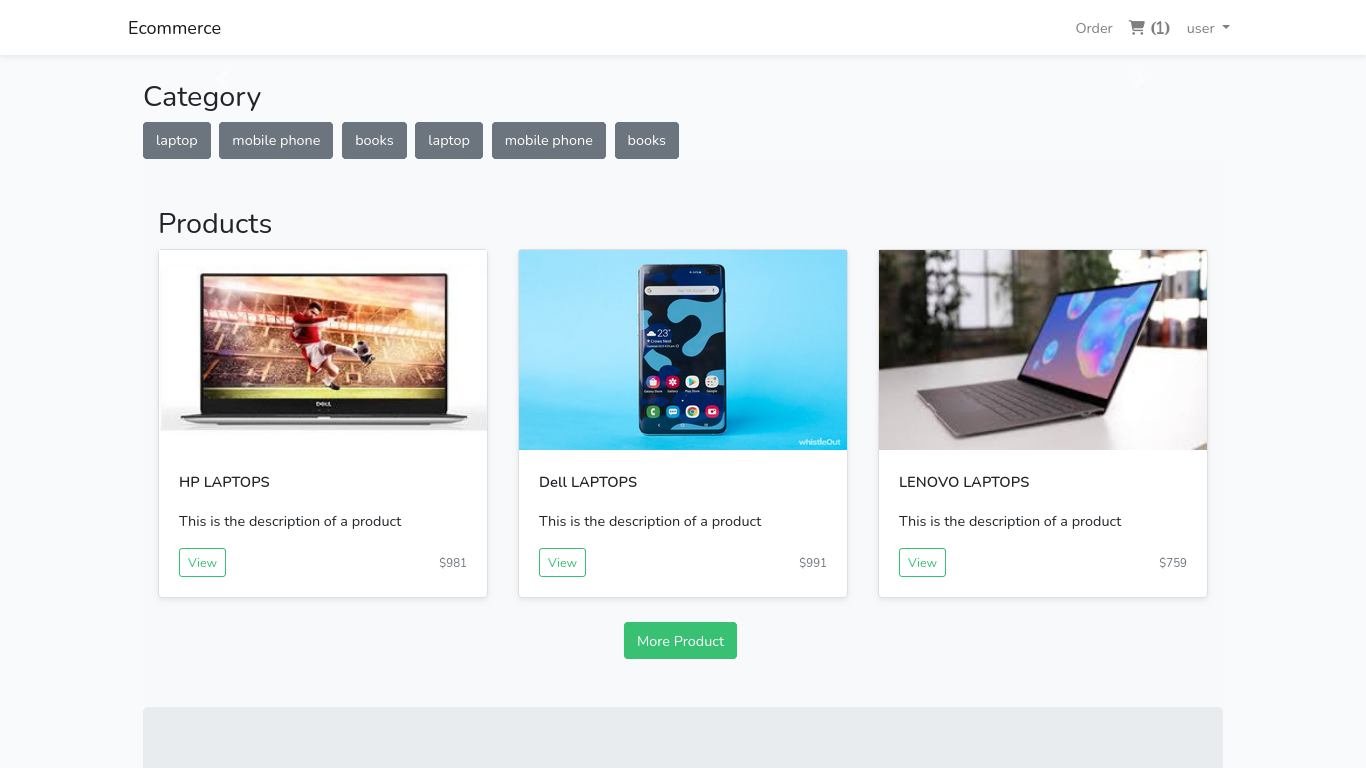 Ecommerce
Order (1) user
Category
laptop mobile phone books laptop mobile phone books
Products
DELL
23°
whistleOut
HP LAPTOPS
Dell LAPTOPS
LENOVO LAPTOPS
This is the description of a product
This is the description of a product
This is the description of a product
View $981
View $991
View $759
More Product